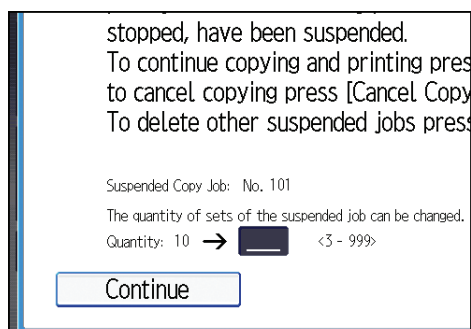 stopped, have been suspended.
To continue copying and printing pres
to cancel copying press [Cancel Copy
To delete other suspended jobs press
Suspended Copy Job: No. 101
The quantity of sets of the suspended job can be changed.
Quantity: 10 → ___ <3 - 999>
Continue